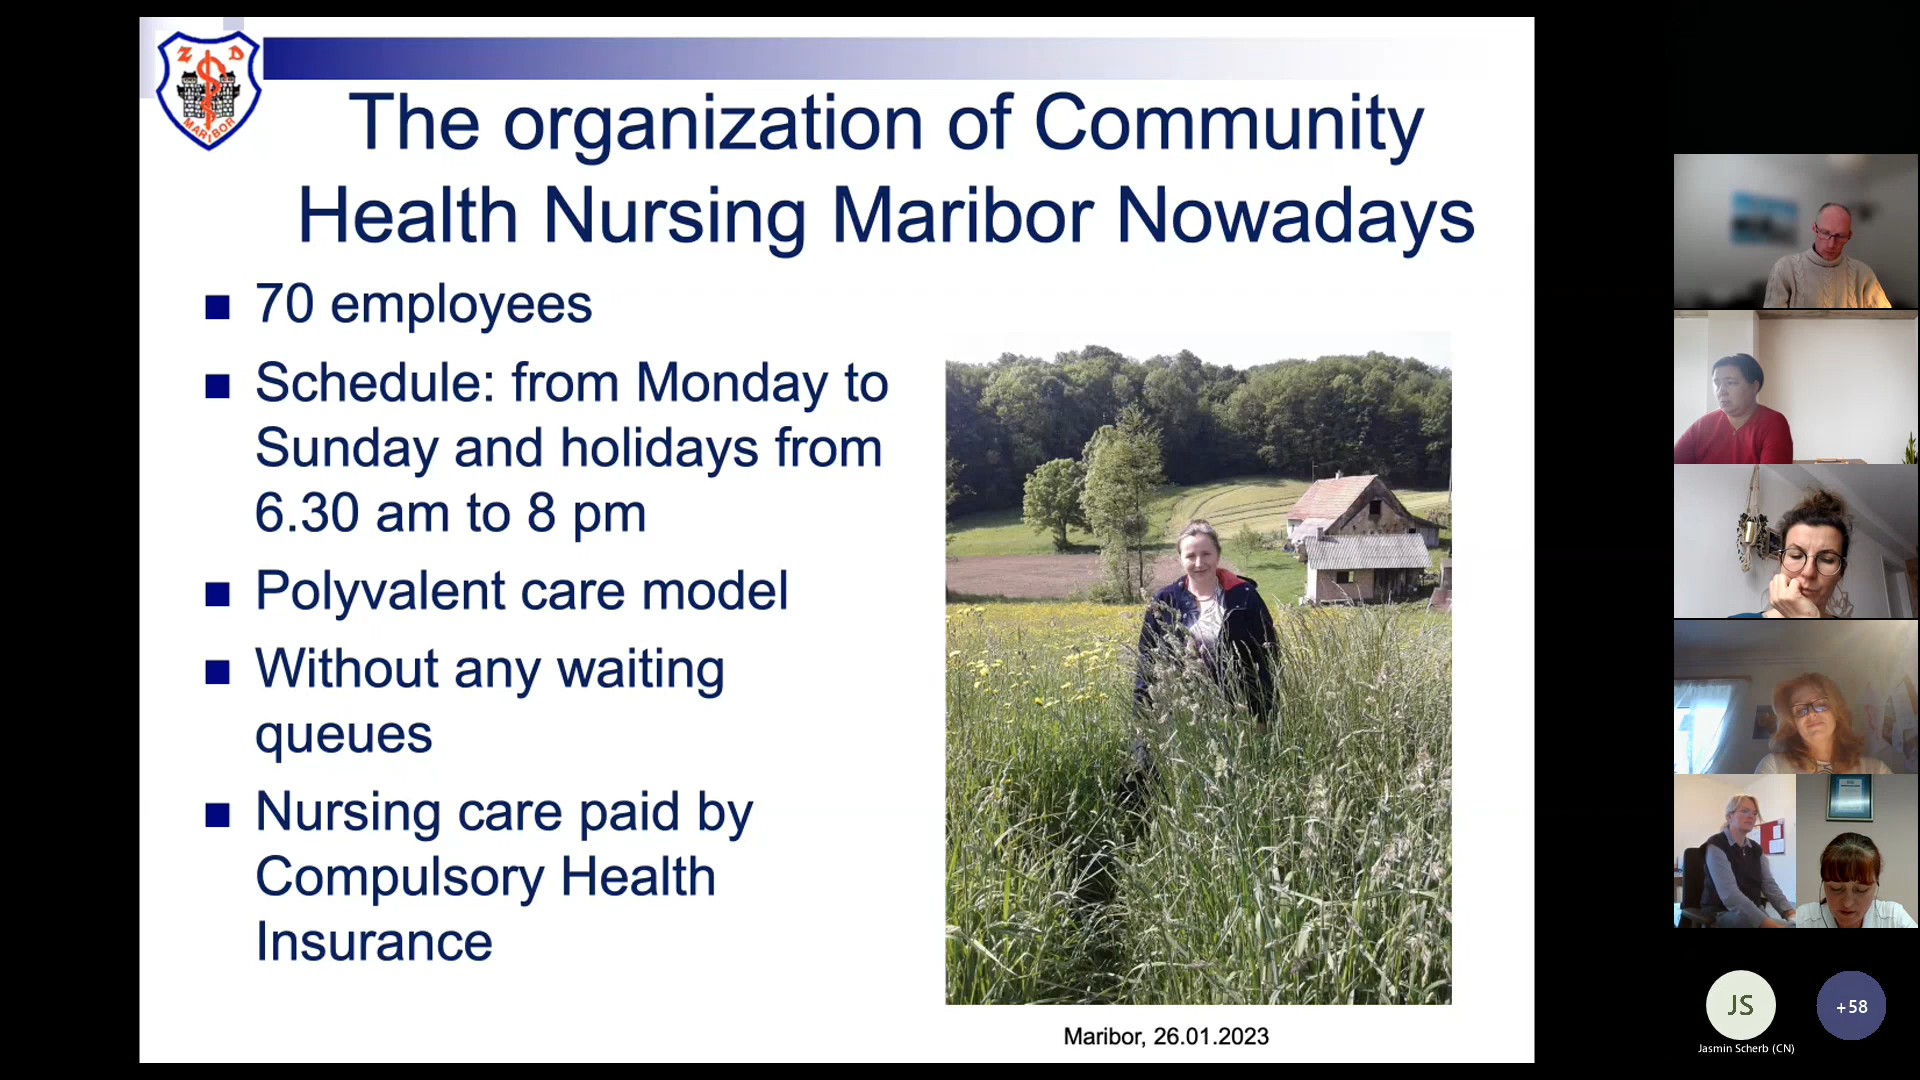 Z D
MARIBOR
The organization of Community
Health Nursing Maribor Nowadays
70 employees
Schedule: from Monday to
Sunday and holidays from
6.30 am to 8 pm
Polyvalent care model
Without any waiting
queues
Nursing care paid by
Compulsory Health
Insurance
Maribor, 26.01.2023
JS
+58
Jasmin Scherb (CN)